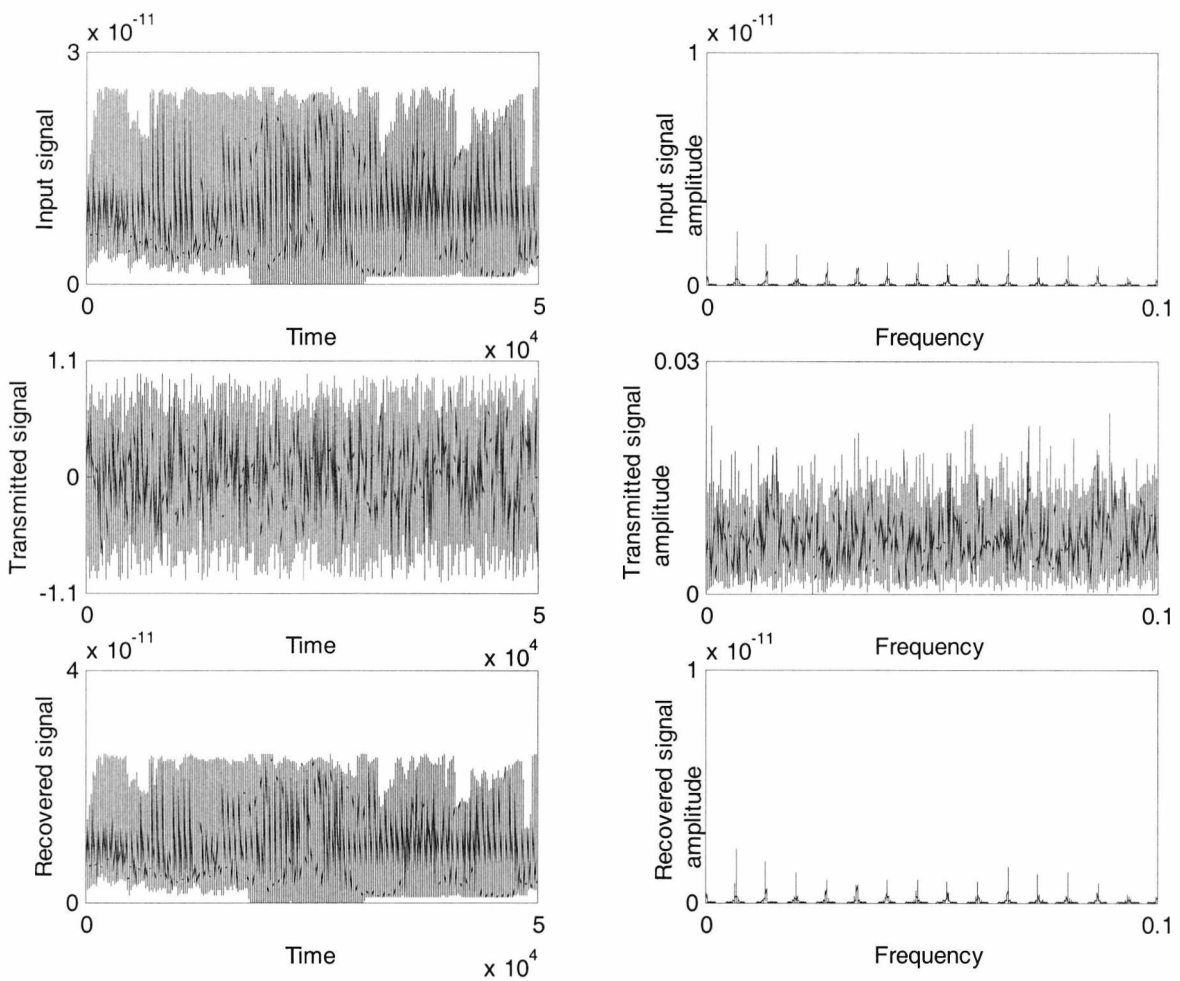 x 10-11
3
Input signal
0
0
5
Time
x 10 4
x 10-11
1
Input signal
amplitude
0
0
0.1
Frequency
1.1
Transmitted signal
0
-1.1
0
5
Time
x 10 4
0.03
Transmitted signal
amplitude
0
0
0.1
Frequency
x 10-11
4
Recovered signal
0
0
5
Time
x 10 4
x 10-11
1
Recovered signal
amplitude
0
0
0.1
Frequency